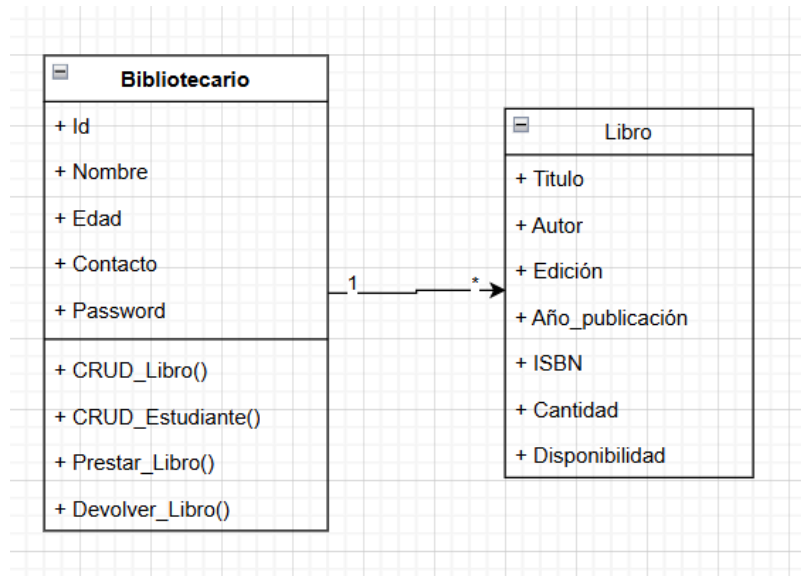 Bibliotecario
+ Id
+ Nombre
+ Edad
+ Contacto
+ Password
+ CRUD_Libro()
+ CRUD_Estudiante()
+ Prestar_Libro()
+ Devolver_Libro()
1
*
Libro
+ Titulo
+ Autor
+ Edición
+ Año_publicación
+ ISBN
+ Cantidad
+ Disponibilidad